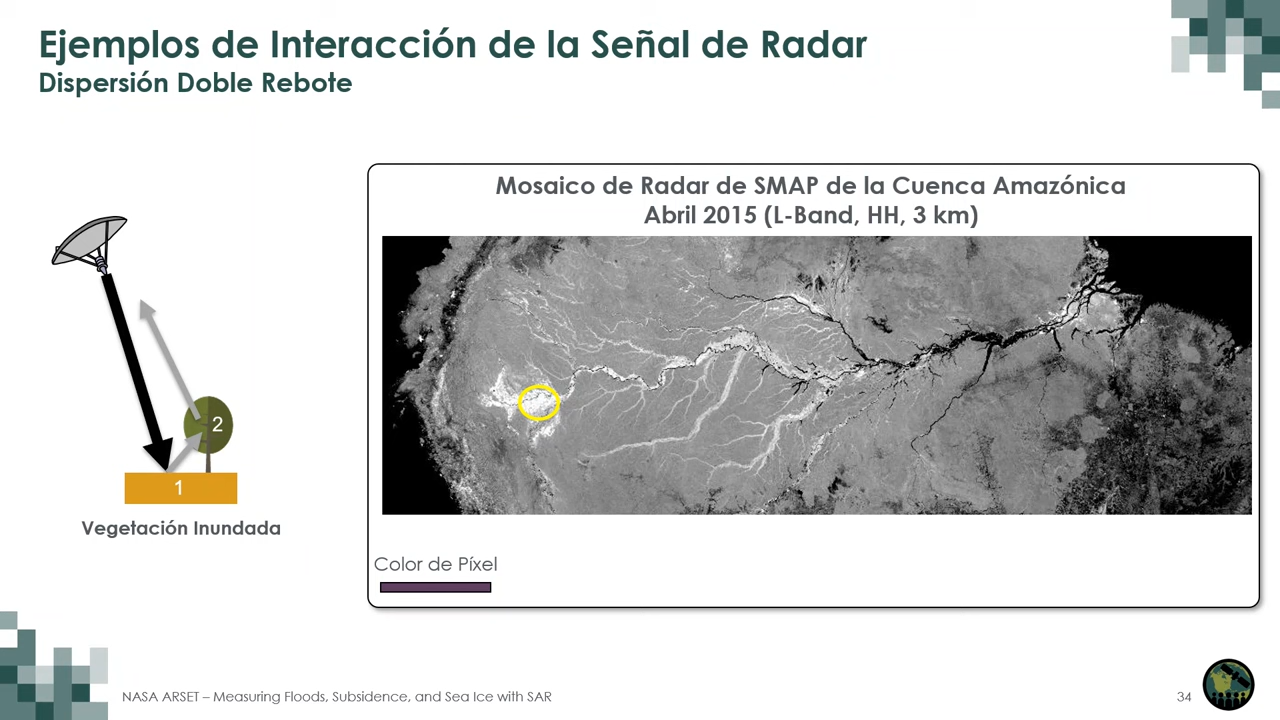 Ejemplos de Interacción de la Señal de Radar
Dispersión Doble Rebote
Mosaico de Radar de SMAP de la Cuenca Amazónica
Abril 2015 (L-Band, HH, 3 km)
2
1
Vegetación Inundada
Color de Píxel
NASA ARSET – Measuring Floods, Subsidence, and Sea Ice with SAR
34